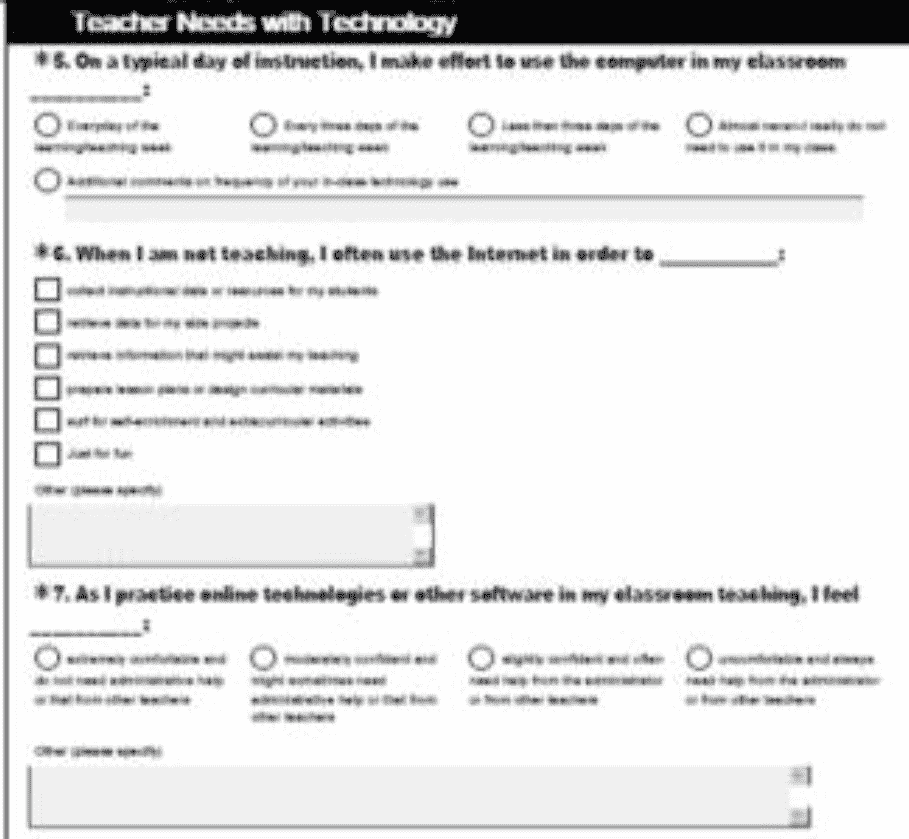 Teacher Needs with Technology
*5. On a typical day of instruction, I make effort to use the computer in my classroom
__________:
Everyday of the
learning/teaching week
Every three days of the
learning/teaching week
Less than three days of the
learning/teaching week
Almost never-I really do not
need to use it in my class
Additional comments on frequency of your in-class technology use
*6. When I am not teaching, I often use the Internet in order to __________:
collect instructional data or resources for my students
retrieve data for my side projects
retrieve information that might assist my teaching
prepare lesson plans or design curricular materials
surf for self-enrichment and extracurricular activities
Just for fun
Other (please specify)
*7. As I practice online technologies or other software in my classroom teaching, I feel
__________:
extremely comfortable and
do not need administrative help
or that from other teachers
moderately confident and
might sometimes need
administrative help or that from
other teachers
slightly confident and often
need help from the administrator
or from other teachers
uncomfortable and always
need help from the administrator
or from other teachers
Other (please specify)